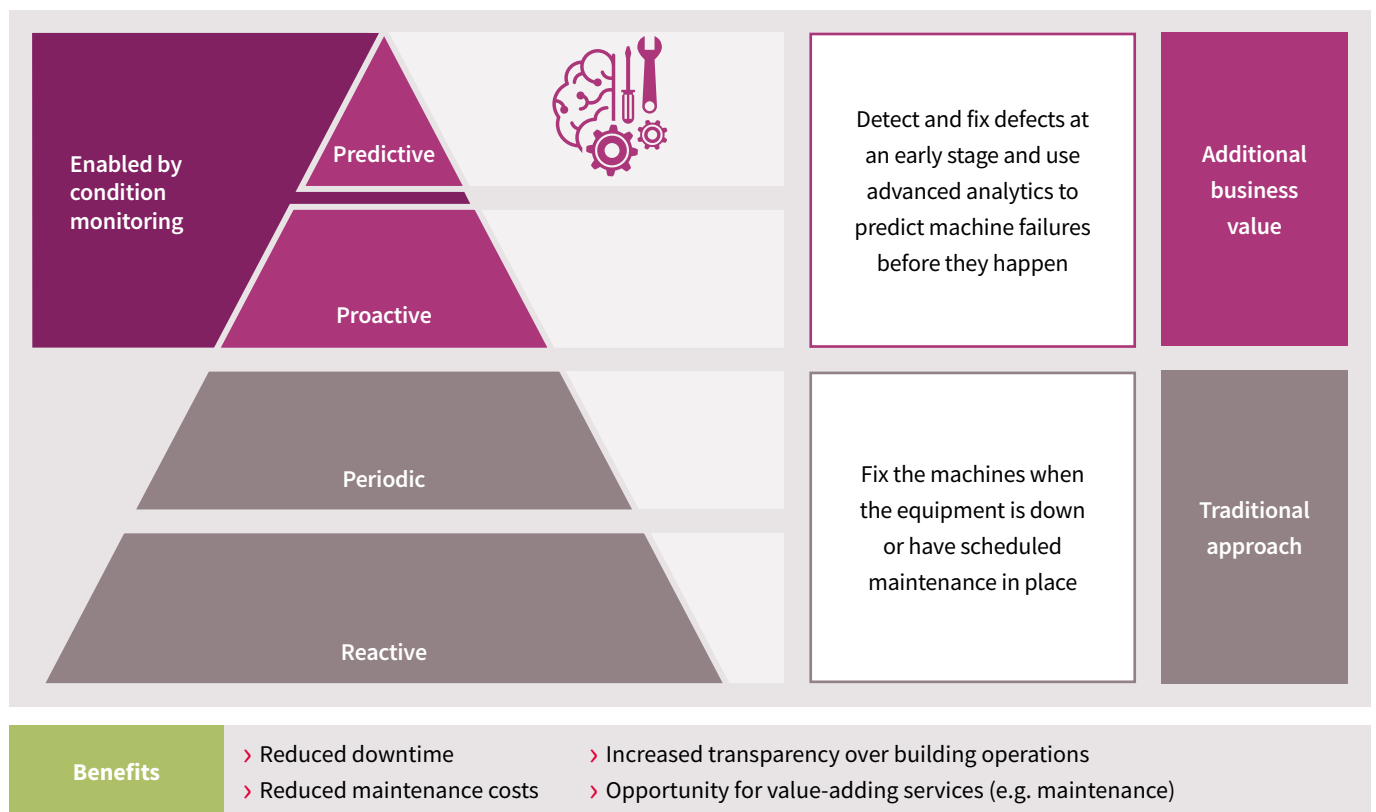 Enabled by
condition
monitoring
Predictive
Proactive
Periodic
Reactive
Detect and fix defects at
an early stage and use
advanced analytics to
predict machine failures
before they happen
Additional
business
value
Fix the machines when
the equipment is down
or have scheduled
maintenance in place
Traditional
approach
Benefits
› Reduced downtime
› Reduced maintenance costs
› Increased transparency over building operations
› Opportunity for value-adding services (e.g. maintenance)